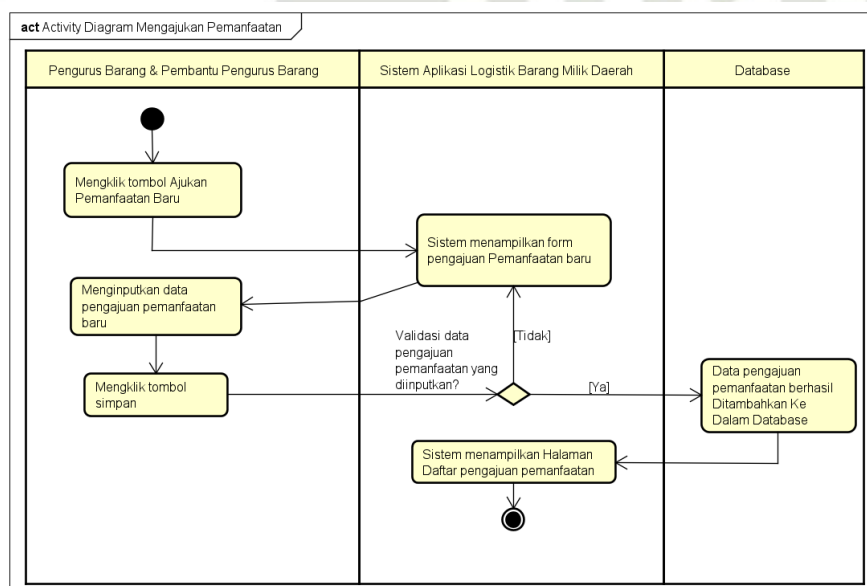 act Activity Diagram Mengajukan Pemanfaatan
Pengurus Barang & Pembantu Pengurus Barang
Sistem Aplikasi Logistik Barang Milik Daerah
Database
Mengklik tombol Ajukan
Pemanfaatan Baru
Sistem menampilkan form
pengajuan Pemanfaatan baru
Menginputkan data
pengajuan pemanfaatan
baru
Validasi data
pengajuan
pemanfaatan yang
diinputkan?
[Tidak]
Mengklik tombol
simpan
[Ya]
Data pengajuan
pemanfaatan berhasil
Ditambahkan Ke
Dalam Database
Sistem menampilkan Halaman
Daftar pengajuan pemanfaatan